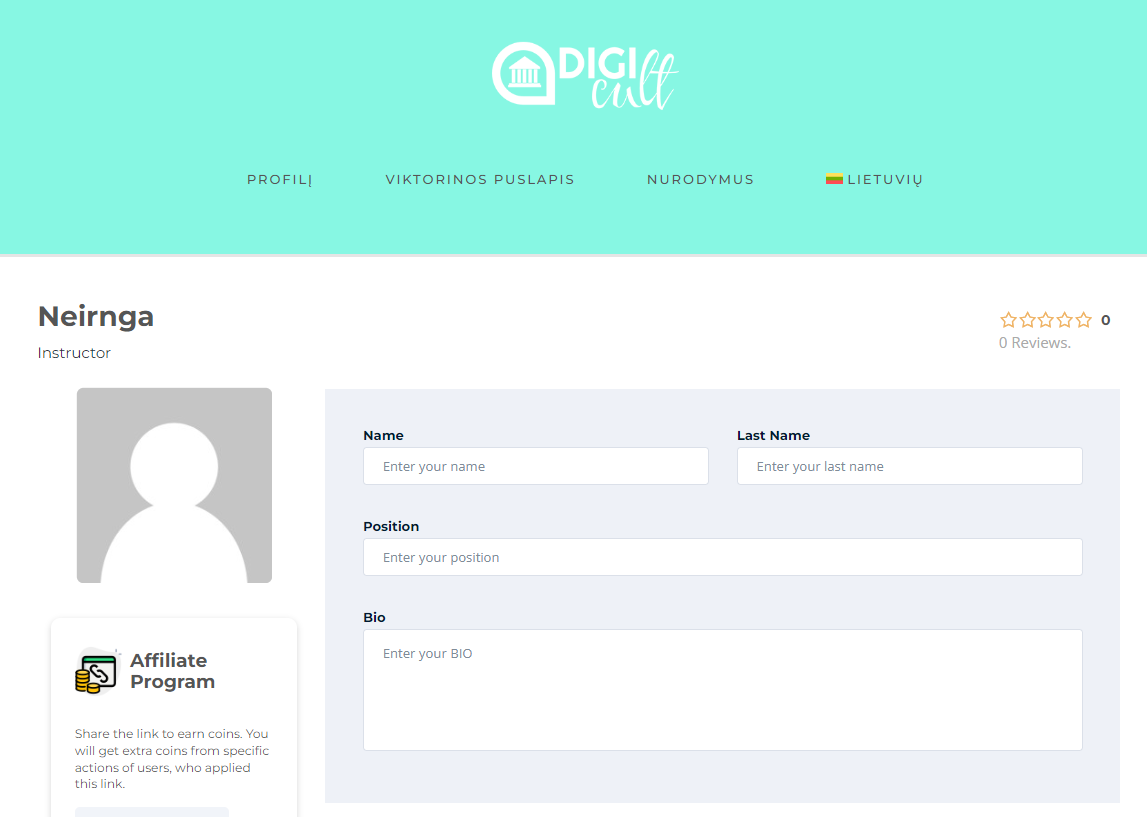 DIGI
cult
PROFILĮ
VIKTORINOS PUSLAPIS
NURODYMUS
LIETUVIŲ
Neirnga
Instructor
0
0 Reviews.
Name
Last Name
Enter your name
Enter your last name
Position
Enter your position
Bio
Enter your BIO
Affiliate
Program
Share the link to earn coins. You
will get extra coins from specific
actions of users, who applied
this link.